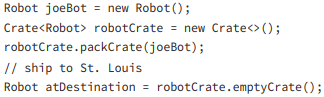 Robot joeBot = new Robot();
Crate<Robot> robotCrate = new Crate<>();
robotCrate.packCrate(joeBot);
// ship to St. Louis
Robot atDestination = robotCrate.emptyCrate();